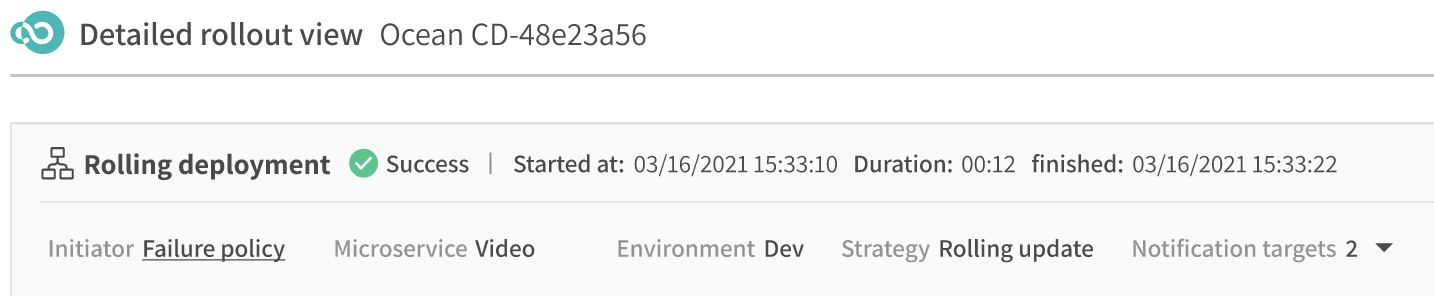 Detailed rollout view Ocean CD-48e23a56
Rolling deployment Success | Started at: 03/16/2021 15:33:10 Duration: 00:12 finished: 03/16/2021 15:33:22
Initiator Failure policy Microservice Video Environment Dev Strategy Rolling update Notification targets 2